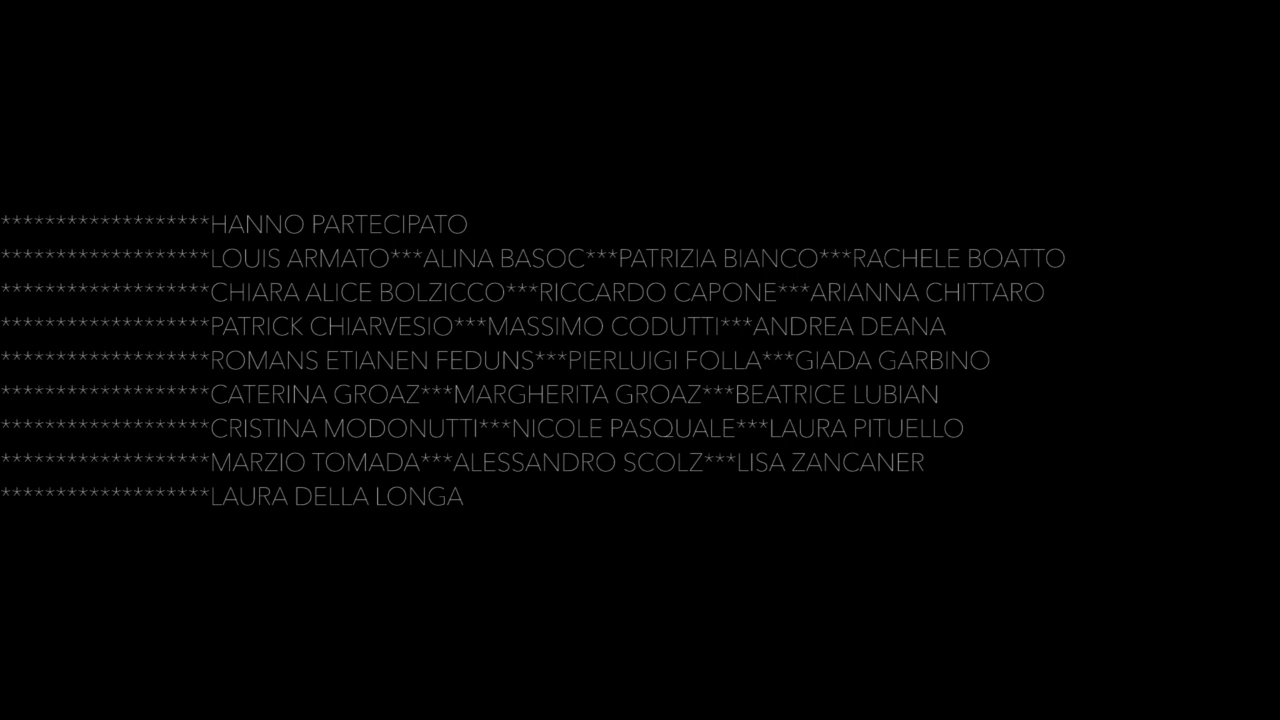 *******************HANNO PARTECIPATO
*******************LOUIS ARMATO***ALINA BASOC***PATRIZIA BIANCO***RACHELE BOATTO
*******************CHIARA ALICE BOLZICCO***RICCARDO CAPONE***ARIANNA CHITTARO
*******************PATRICK CHIARVESIO***MASSIMO CODUTTI***ANDREA DEANA
*******************ROMANS ETIANEN FEDUNS***PIERLUIGI FOLLA***GIADA GARBINO
*******************CATERINA GROAZ***MARGHERITA GROAZ***BEATRICE LUBIAN
*******************CRISTINA MODONUTTI***NICOLE PASQUALE***LAURA PITUELLO
*******************MARZIO TOMADA***ALESSANDRO SCOLZ***LISA ZANCANER
*******************LAURA DELLA LONGA